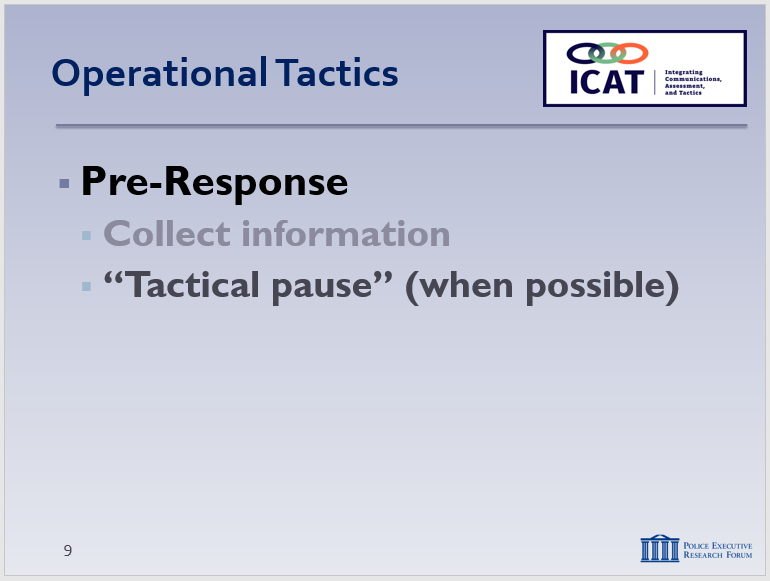 Operational Tactics
ICAT
Integrating
Communications,
Assessment,
and Tactics
Pre-Response
Collect information
“Tactical pause” (when possible)
9
Police Executive
Research Forum